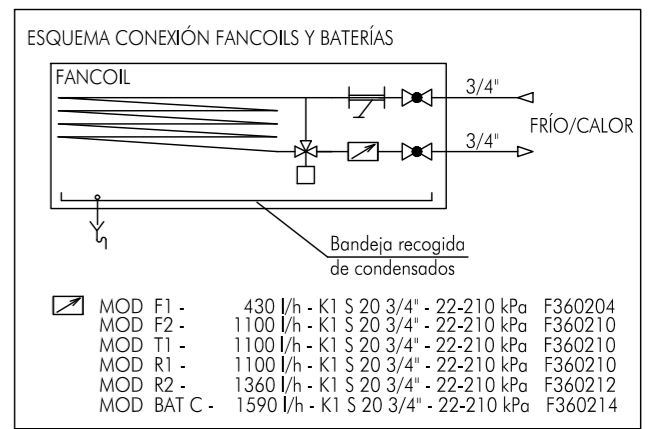 ESQUEMA CONEXIÓN FANCOILS Y BATERÍAS
FANCOIL
3/4"
FRÍO/CALOR
3/4"
Bandeja recogida
de condensados
MOD F1 - 430 l/h - K1 S 20 3/4" - 22-210 kPa F360204
MOD F2 - 1100 l/h - K1 S 20 3/4" - 22-210 kPa F360210
MOD T1 - 1100 l/h - K1 S 20 3/4" - 22-210 kPa F360210
MOD R1 - 1100 l/h - K1 S 20 3/4" - 22-210 kPa F360210
MOD R2 - 1360 l/h - K1 S 20 3/4" - 22-210 kPa F360212
MOD BAT C - 1590 l/h - K1 S 20 3/4" - 22-210 kPa F360214